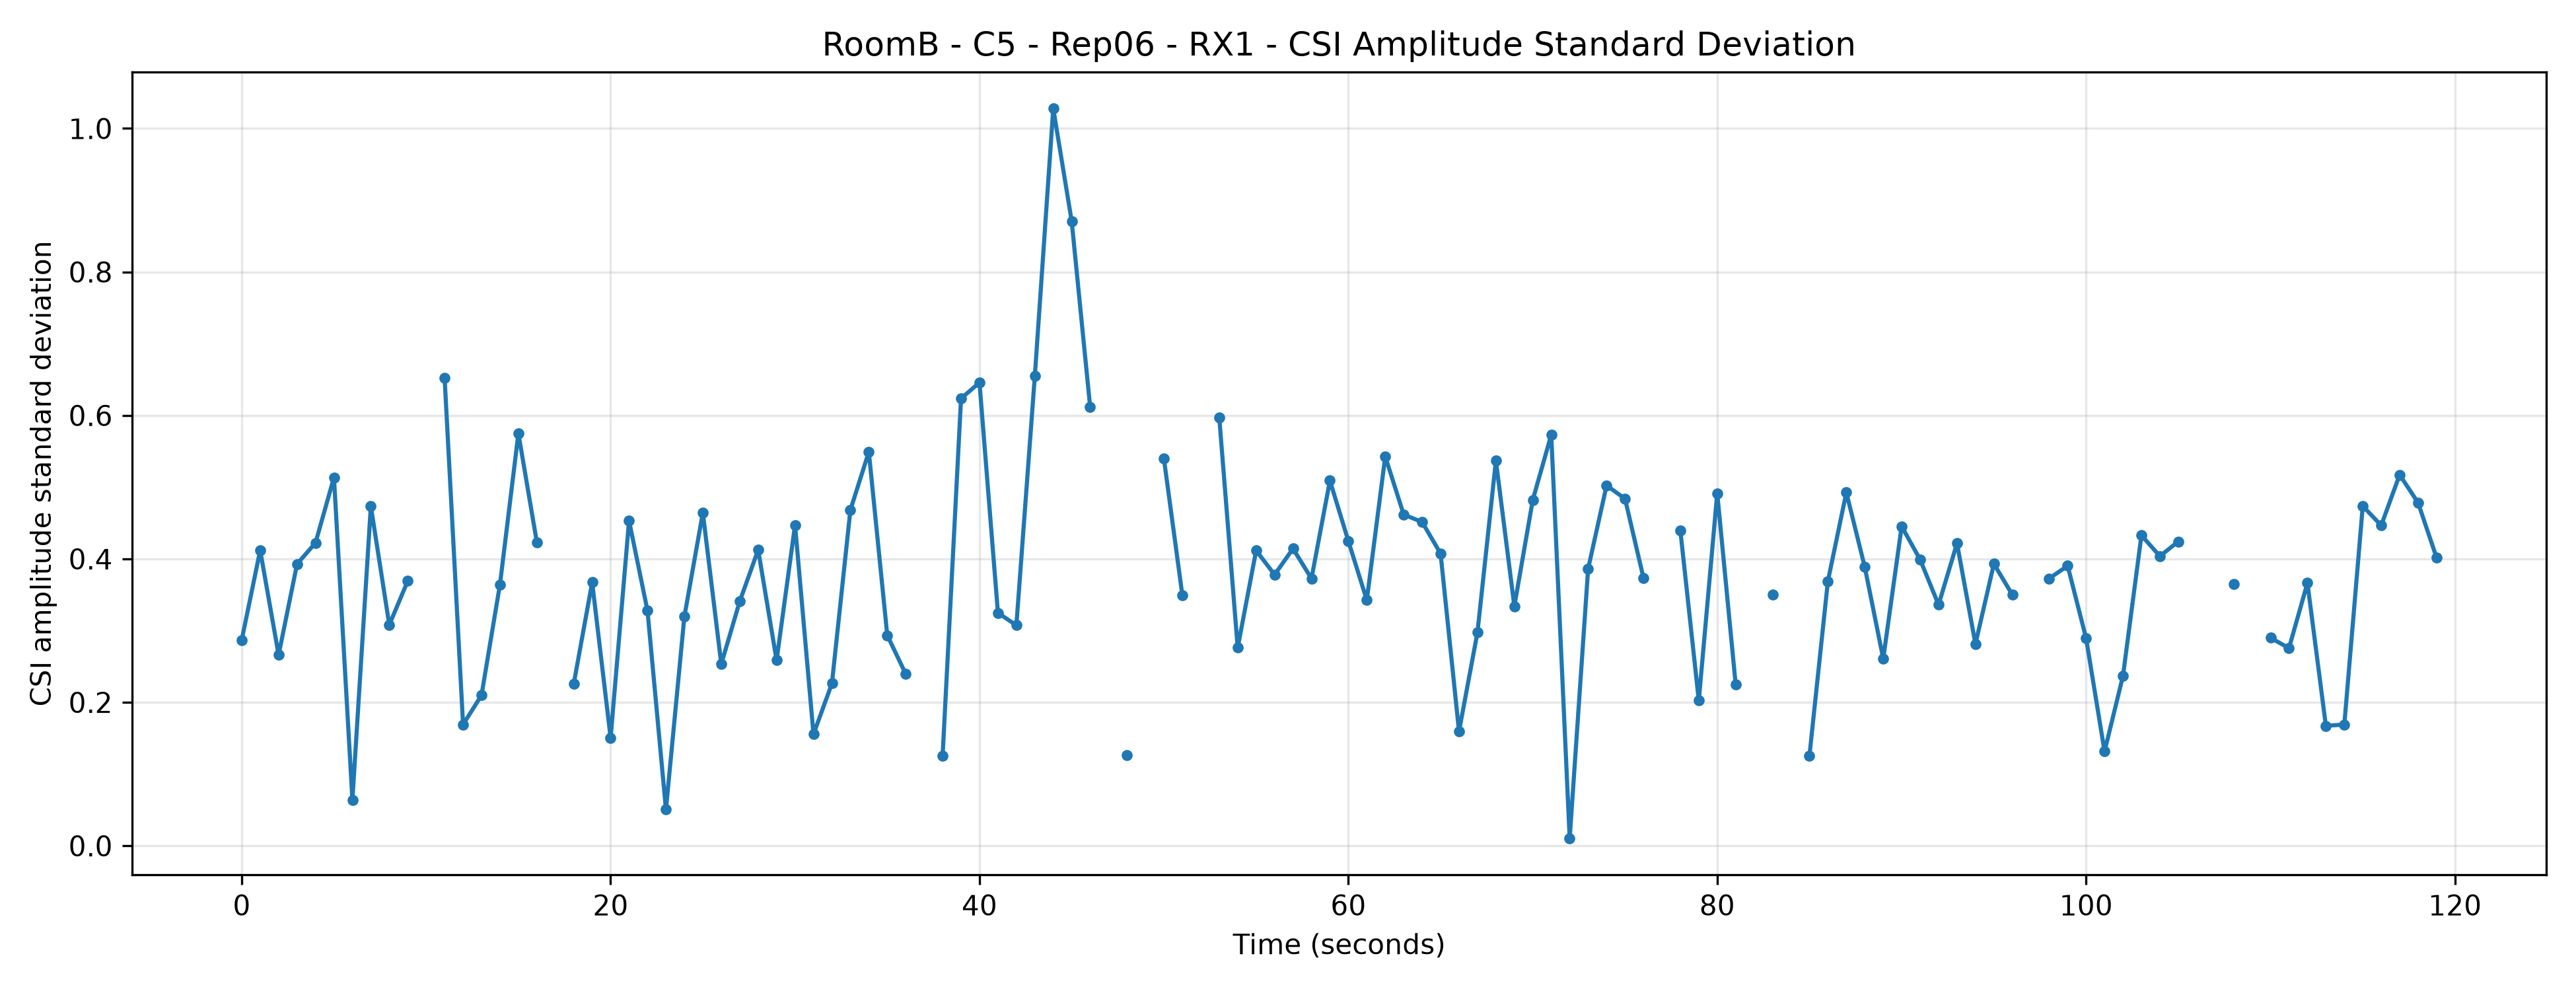 RoomB - C5 - Rep06 - RX1 - CSI Amplitude Standard Deviation
CSI amplitude standard deviation
1.0
0.8
0.6
0.4
0.2
0.0
0 20 40 60 80 100 120
Time (seconds)